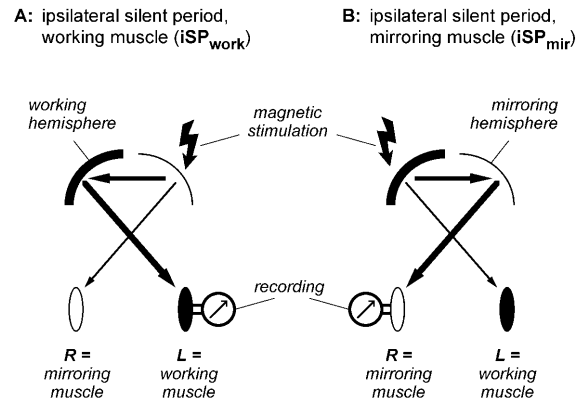 A: ipsilateral silent period,
working muscle (iSPwork)
B: ipsilateral silent period,
mirroring muscle (iSPmir)
working
hemisphere
magnetic
stimulation
mirroring
hemisphere
recording
R =
mirroring
muscle
L =
working
muscle
R =
mirroring
muscle
L =
working
muscle